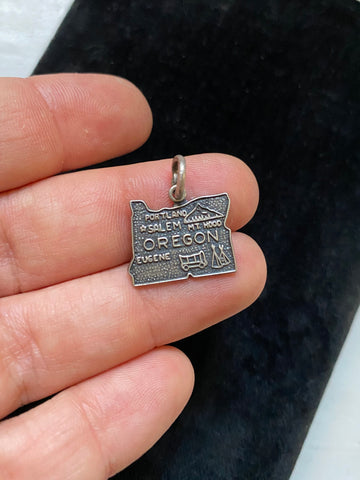 PORTLAND
SALEM MT. HOOD
OREGON
EUGENE